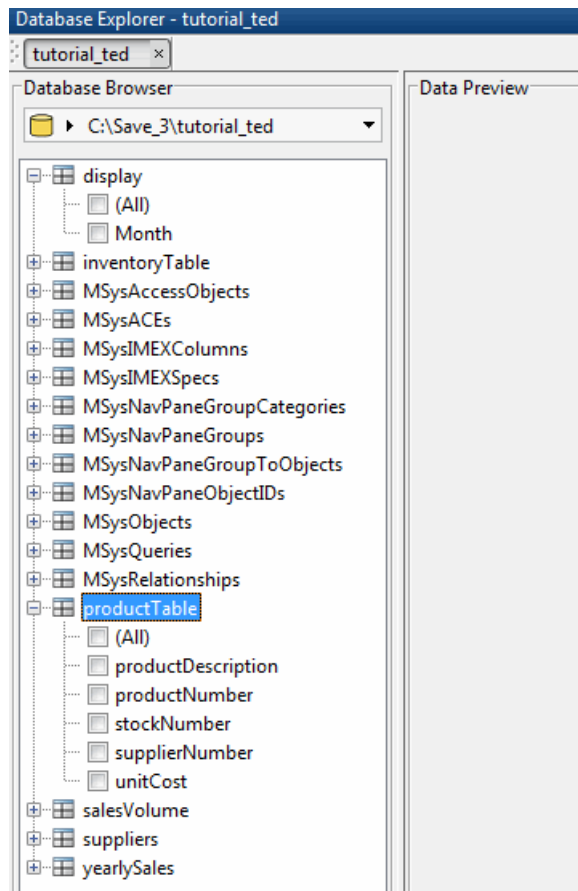 Database Explorer - tutorial_ted
tutorial_ted ×
Database Browser
Data Preview
C:\Save_3\tutorial_ted
display
(All)
Month
inventoryTable
MSysAccessObjects
MSysACEs
MSysIMEXColumns
MSysIMEXSpecs
MSysNavPaneGroupCategories
MSysNavPaneGroups
MSysNavPaneGroupToObjects
MSysNavPaneObjectIDs
MSysObjects
MSysQueries
MSysRelationships
productTable
(All)
productDescription
productNumber
stockNumber
supplierNumber
unitCost
salesVolume
suppliers
yearlySales